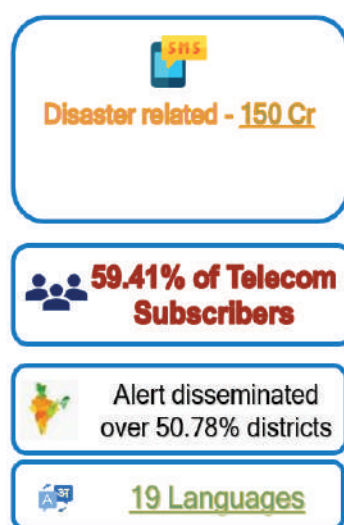 SMS
Disaster related - 150 Cr
59.41% of Telecom
Subscribers
Alert disseminated
over 50.78% districts
A अ
19 Languages